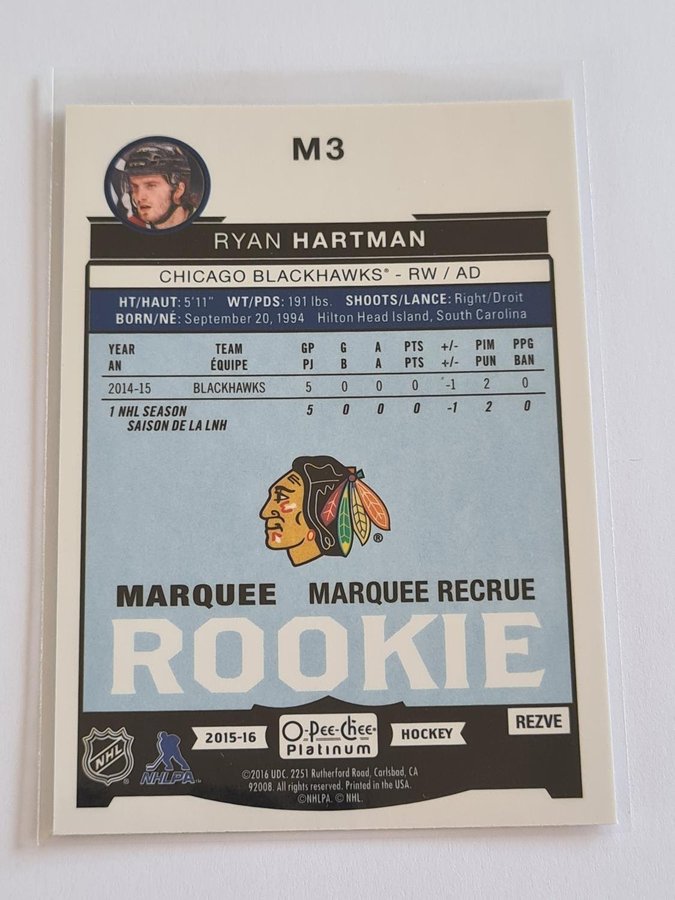 M3
RYAN HARTMAN
CHICAGO BLACKHAWKS® - RW / AD
HT/HAUT: 5'11" WT/PDS: 191 lbs. SHOOTS/LANCE: Right/Droit
BORN/NÉ: September 20, 1994 Hilton Head Island, South Carolina
YEAR TEAM GP G A PTS +/- PIM PPG
AN ÉQUIPE PJ B A PTS +/- PUN BAN
2014-15 BLACKHAWKS 5 0 0 0 -1 2 0
1 NHL SEASON 5 0 0 0 -1 2 0
SAISON DE LA LNH
®
MARQUEE MARQUEE RECRUE
ROOKIE
REZVE
2015-16 O-Pee-Chee Platinum HOCKEY
NHL NHLPA
©2016 UDC. 2251 Rutherford Road, Carlsbad, CA
92008. All rights reserved. Printed in the USA.
©NHLPA. © NHL.